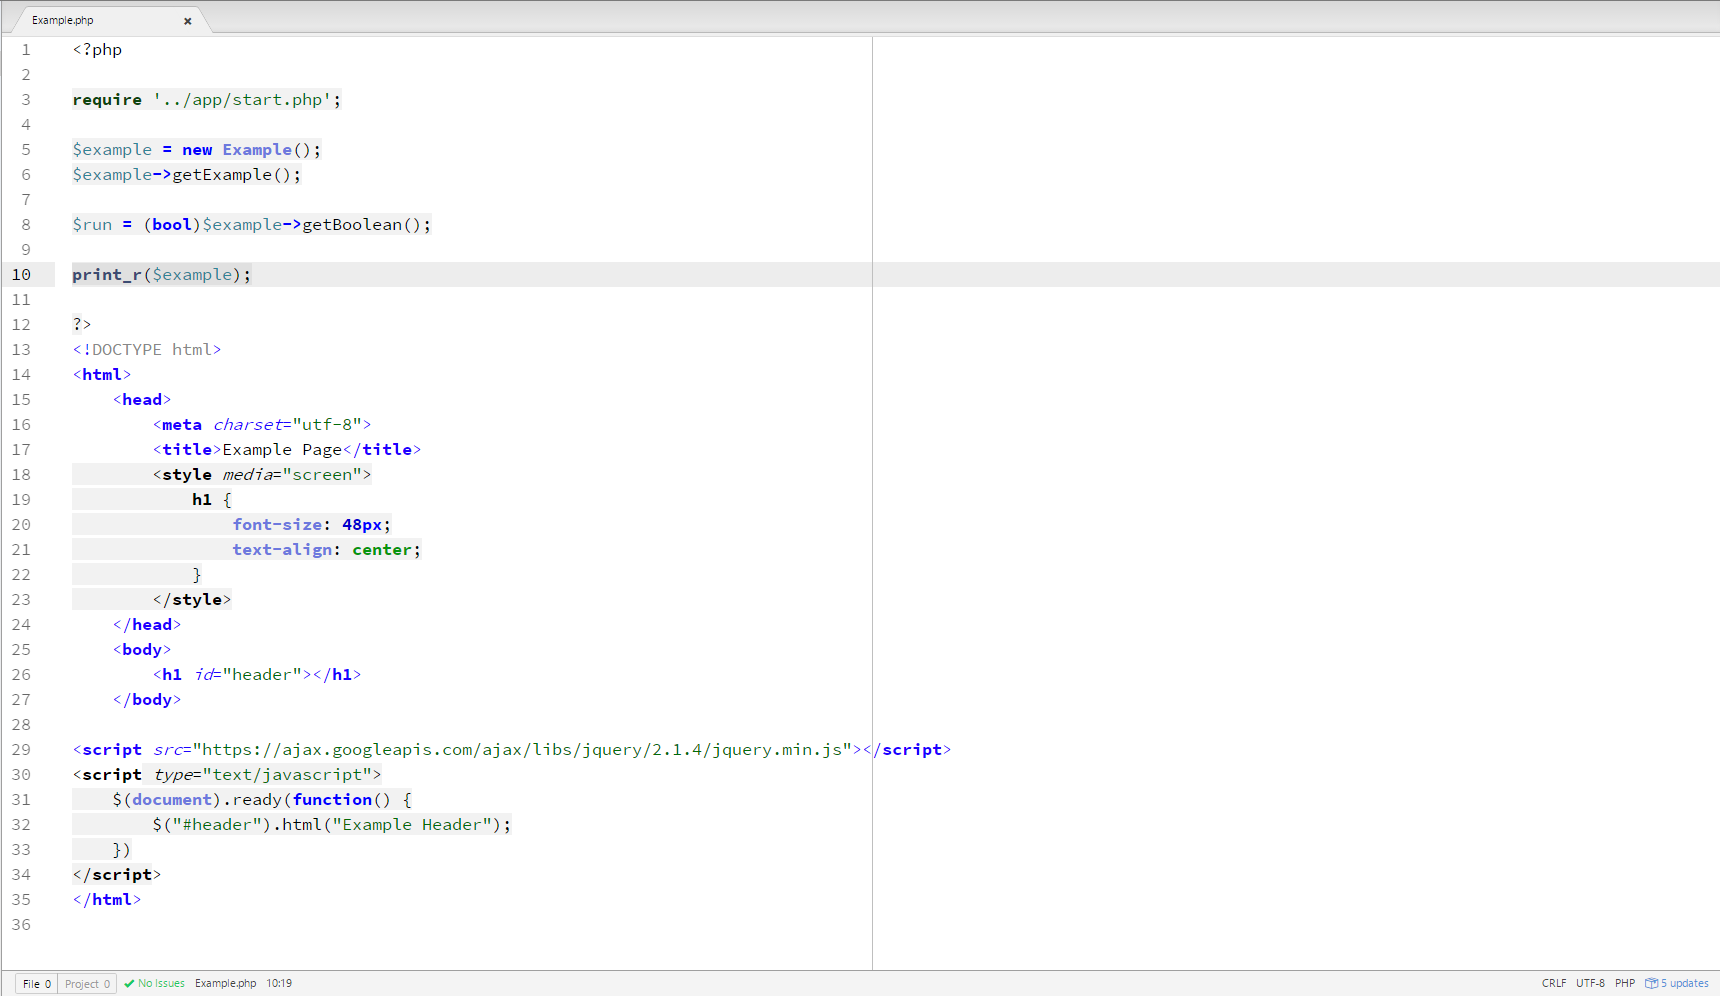 Example.php ×
1 <?php
2
3 require '../app/start.php';
4
5 $example = new Example();
6 $example->getExample();
7
8 $run = (bool)$example->getBoolean();
9
10 print_r($example);
11
12 ?>
13 <!DOCTYPE html>
14 <html>
15     <head>
16         <meta charset="utf-8">
17         <title>Example Page</title>
18         <style media="screen">
19             h1 {
20                 font-size: 48px;
21                 text-align: center;
22             }
23         </style>
24     </head>
25     <body>
26         <h1 id="header"></h1>
27     </body>
28
29 <script src="https://ajax.googleapis.com/ajax/libs/jquery/2.1.4/jquery.min.js"></script>
30 <script type="text/javascript">
31     $(document).ready(function() {
32         $("#header").html("Example Header");
33     })
34 </script>
35 </html>
36
File 0 Project 0 No Issues Example.php 10:19 CRLF UTF-8 PHP 5 updates